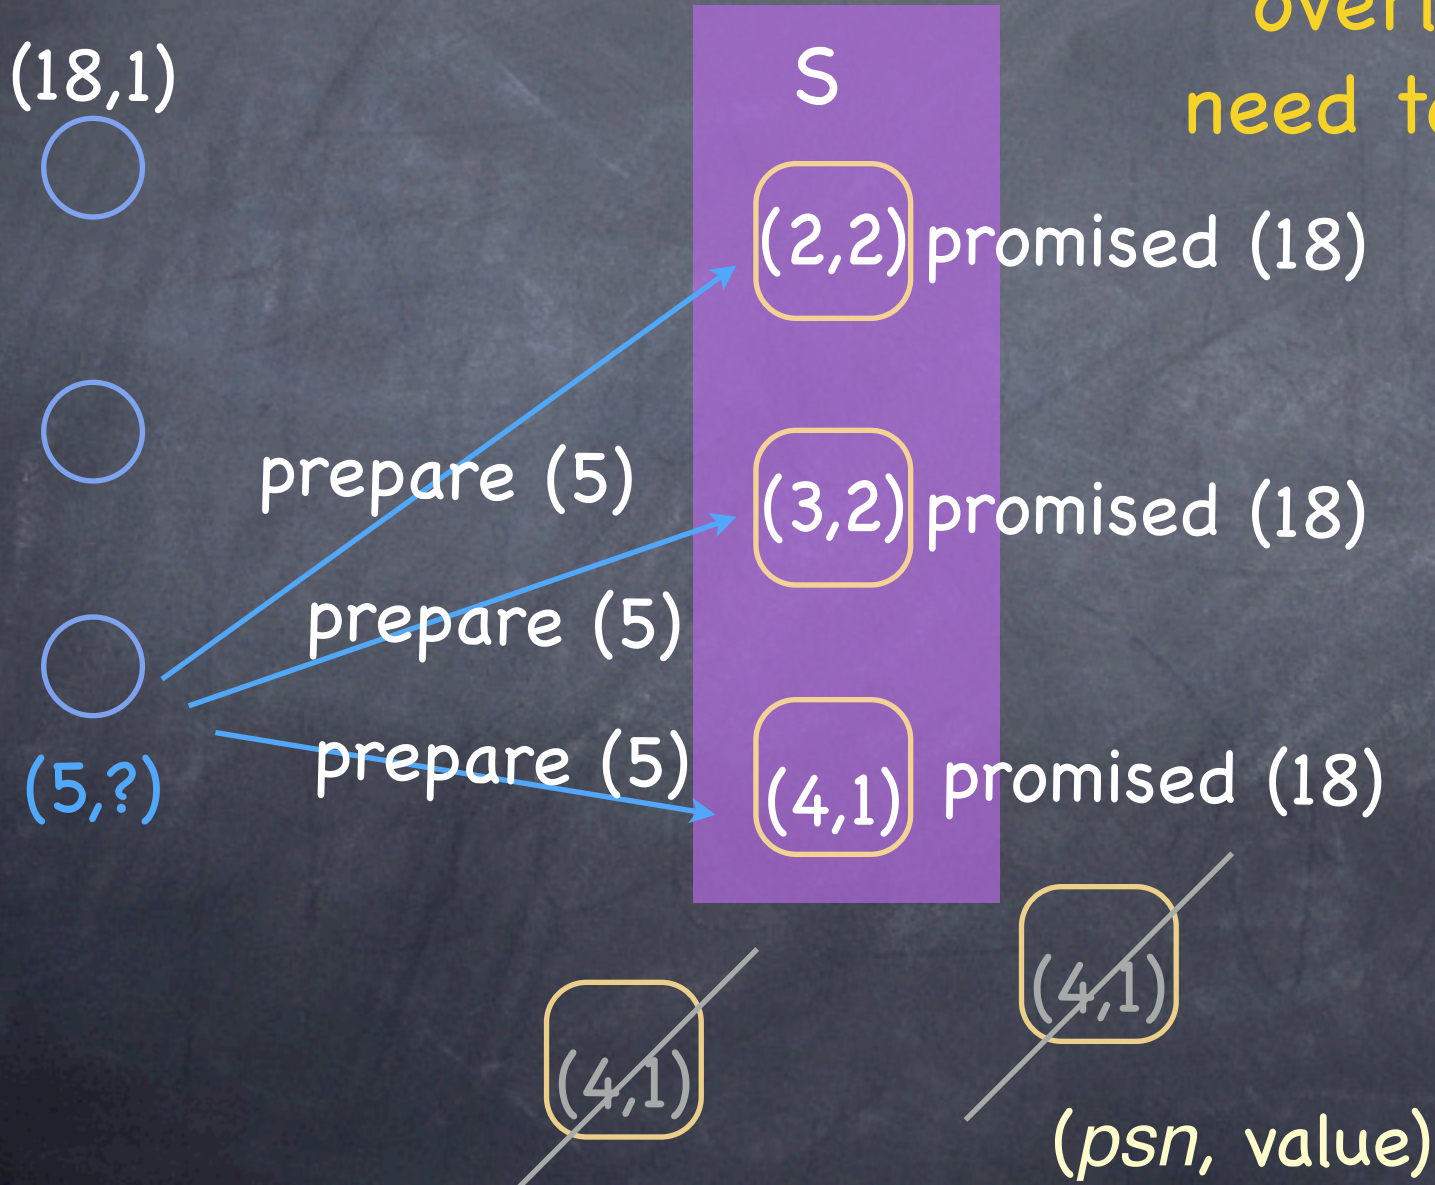 (18,1)
S
need
(2,2) promised (18)
prepare (5)
(3,2) promised (18)
prepare (5)
prepare (5)
(5,?)
(4,1) promised (18)
(4,1)
(4,1)
(psn, value)